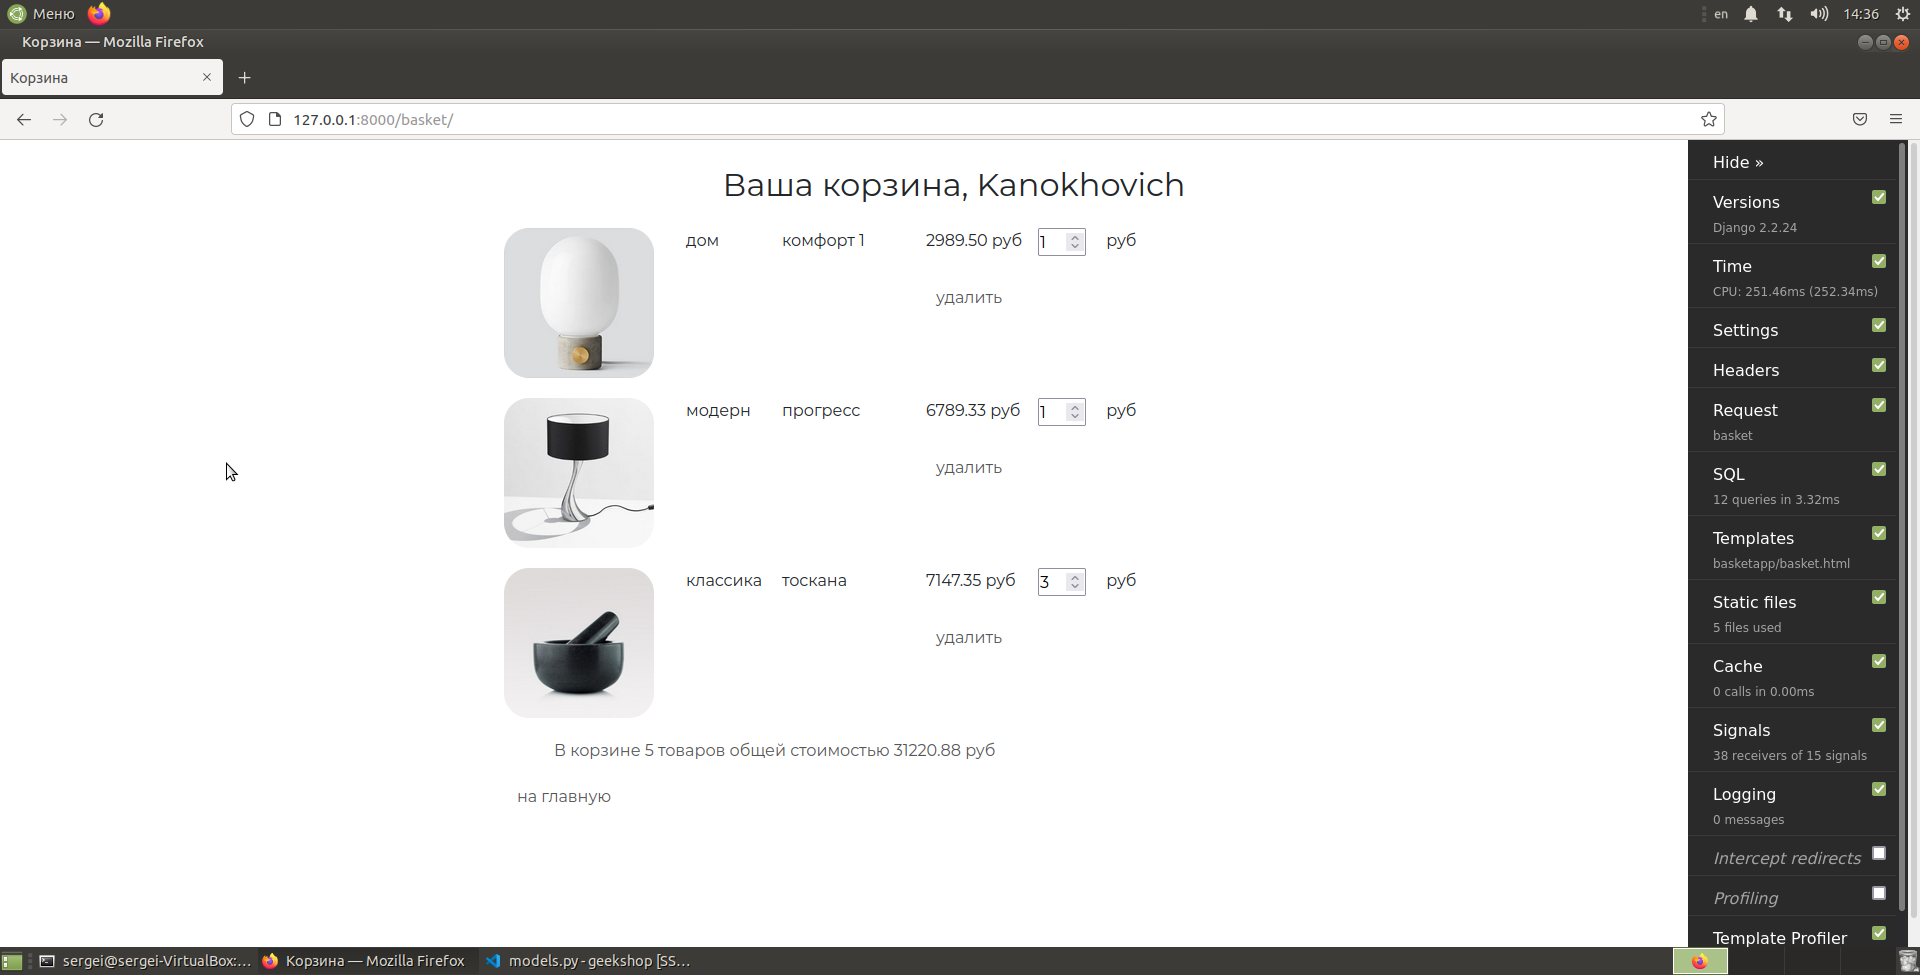 Меню
en
14:36
Корзина — Mozilla Firefox
Корзина
127.0.0.1:8000/basket/
Ваша корзина, Kanokhovich
дом комфорт 1 2989.50 руб 1 руб
удалить
модерн прогресс 6789.33 руб 1 руб
удалить
классика тоскана 7147.35 руб 3 руб
удалить
В корзине 5 товаров общей стоимостью 31220.88 руб
на главную
Hide »
Versions
Django 2.2.24
Time
CPU: 251.46ms (252.34ms)
Settings
Headers
Request
basket
SQL
12 queries in 3.32ms
Templates
basketapp/basket.html
Static files
5 files used
Cache
0 calls in 0.00ms
Signals
38 receivers of 15 signals
Logging
0 messages
Intercept redirects
Profiling
Template Profiler
sergei@sergei-VirtualBox:...
Корзина — Mozilla Firefox
models.py - geekshop [SS...